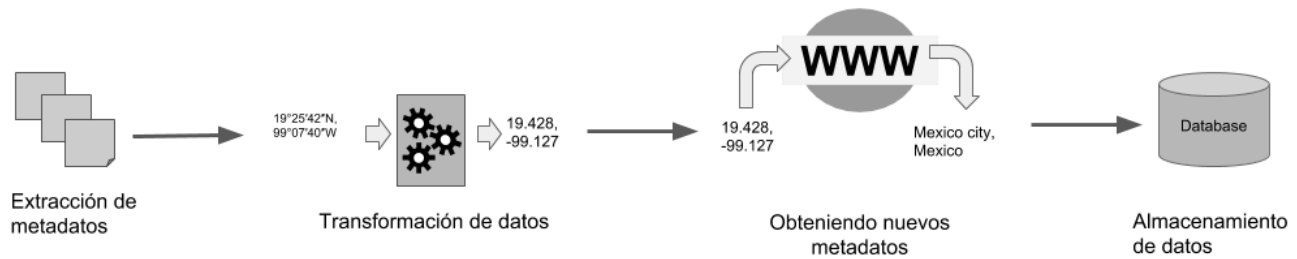 Extracción de
metadatos
19°25'42"N,
99°07'40"W
19.428,
-99.127
Transformación de datos
WWW
19.428,
-99.127
Mexico city,
Mexico
Obteniendo nuevos
metadatos
Database
Almacenamiento
de datos